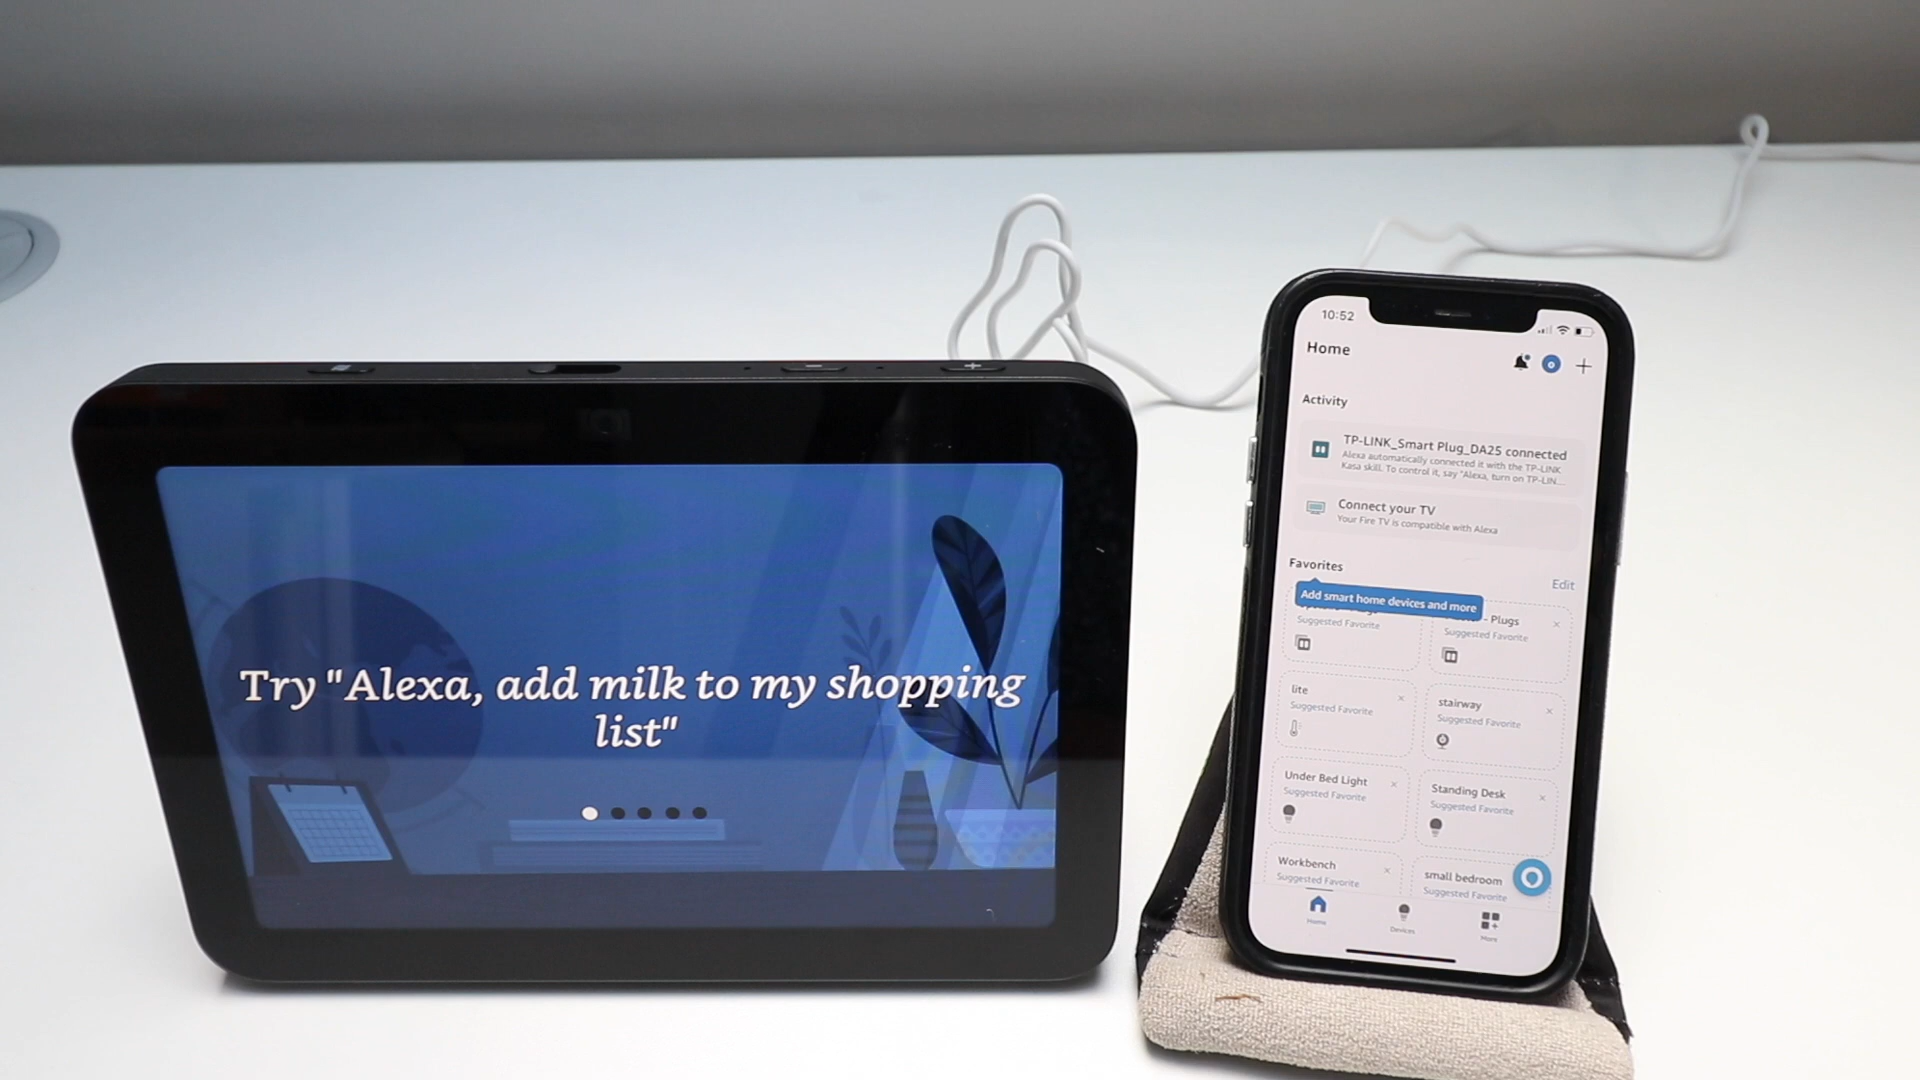 Try "Alexa, add milk to my shopping
list"
10:52
Home
Activity
TP-LINK_Smart Plug_DA25 connected
Alexa automatically connected it with the TP-LINK
Kasa skill. To control it, say "Alexa, turn on TP-LIN...
Connect your TV
Your Fire TV is compatible with Alexa
Favorites
Edit
Add smart home devices and more
Suggested Favorite
- Plugs
Suggested Favorite
lite
Suggested Favorite
stairway
Suggested Favorite
Under Bed Light
Suggested Favorite
Standing Desk
Suggested Favorite
Workbench
Suggested Favorite
small bedroom
Suggested Favorite
Home
Devices
More